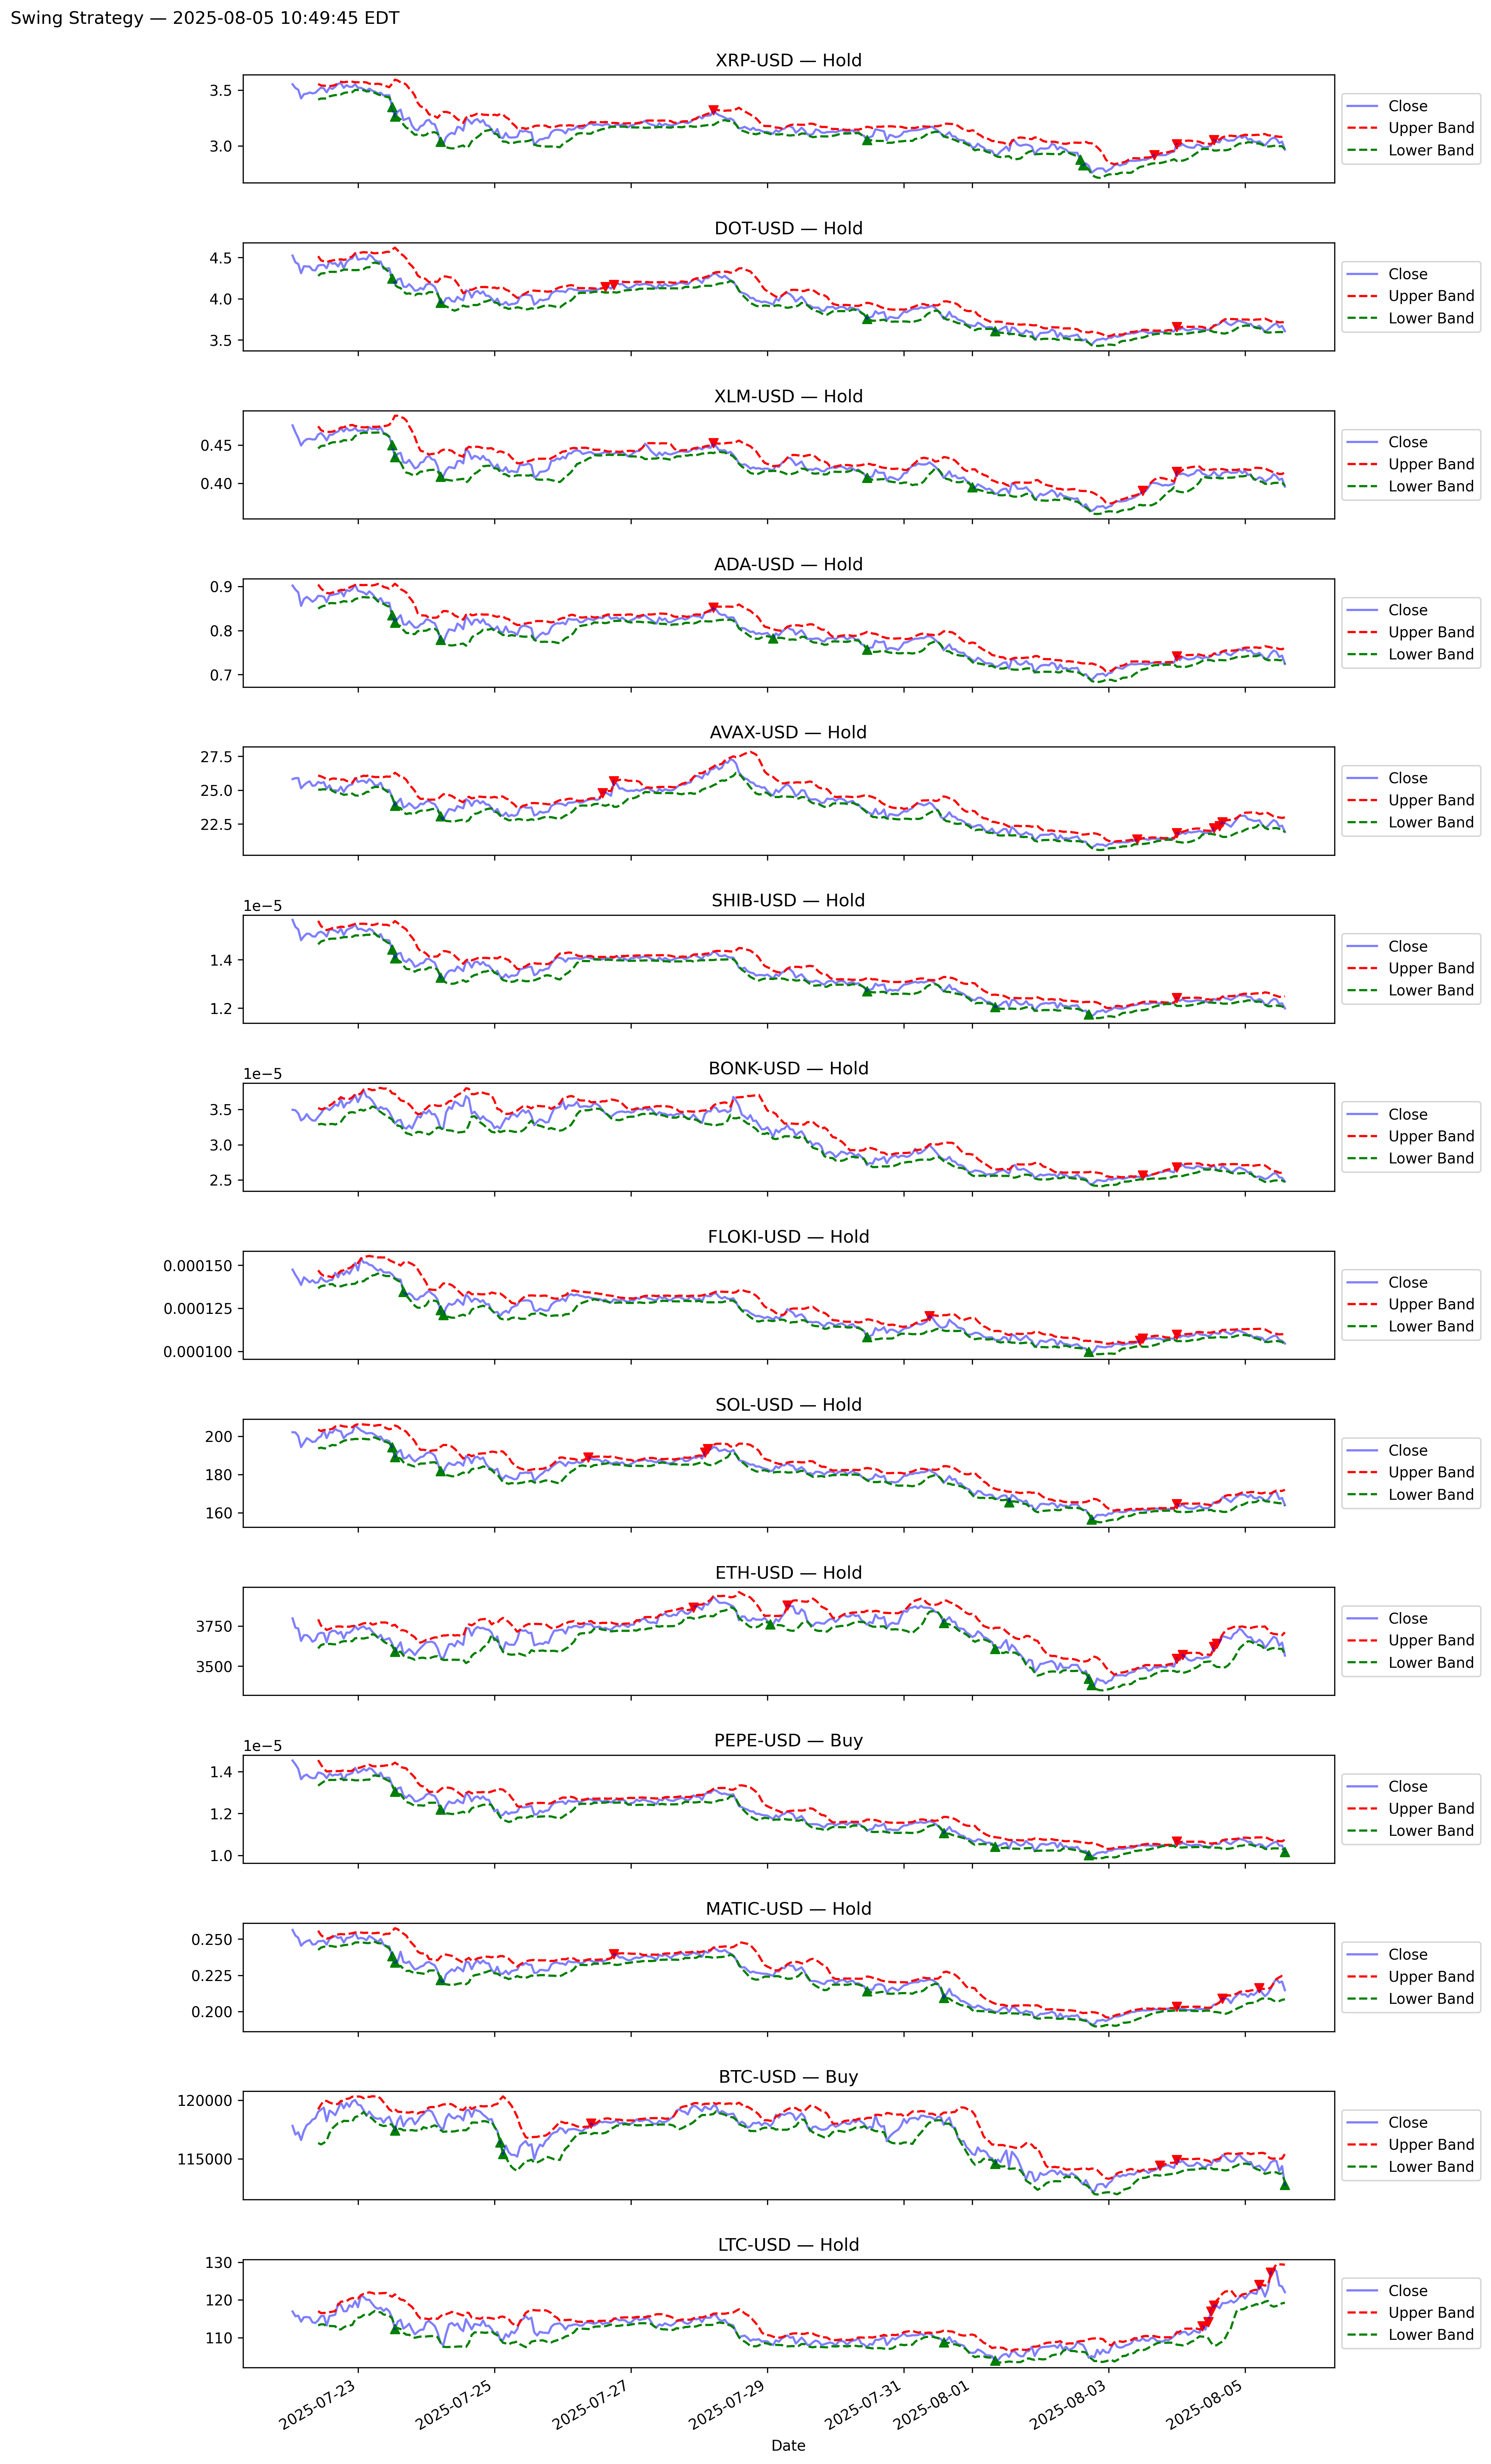 Swing Strategy — 2025-08-05 10:49:45 EDT
XRP-USD — Hold
3.5
3.0
Close
Upper Band
Lower Band
DOT-USD — Hold
4.5
4.0
3.5
Close
Upper Band
Lower Band
XLM-USD — Hold
0.45
0.40
Close
Upper Band
Lower Band
ADA-USD — Hold
0.9
0.8
0.7
Close
Upper Band
Lower Band
AVAX-USD — Hold
27.5
25.0
22.5
Close
Upper Band
Lower Band
SHIB-USD — Hold
1e−5
1.4
1.2
Close
Upper Band
Lower Band
BONK-USD — Hold
1e−5
3.5
3.0
2.5
Close
Upper Band
Lower Band
FLOKI-USD — Hold
0.000150
0.000125
0.000100
Close
Upper Band
Lower Band
SOL-USD — Hold
200
180
160
Close
Upper Band
Lower Band
ETH-USD — Hold
3750
3500
Close
Upper Band
Lower Band
PEPE-USD — Buy
1e−5
1.4
1.2
1.0
Close
Upper Band
Lower Band
MATIC-USD — Hold
0.250
0.225
0.200
Close
Upper Band
Lower Band
BTC-USD — Buy
120000
115000
Close
Upper Band
Lower Band
LTC-USD — Hold
130
120
110
Close
Upper Band
Lower Band
2025-07-23
2025-07-25
2025-07-27
2025-07-29
2025-07-31
2025-08-01
2025-08-03
2025-08-05
Date